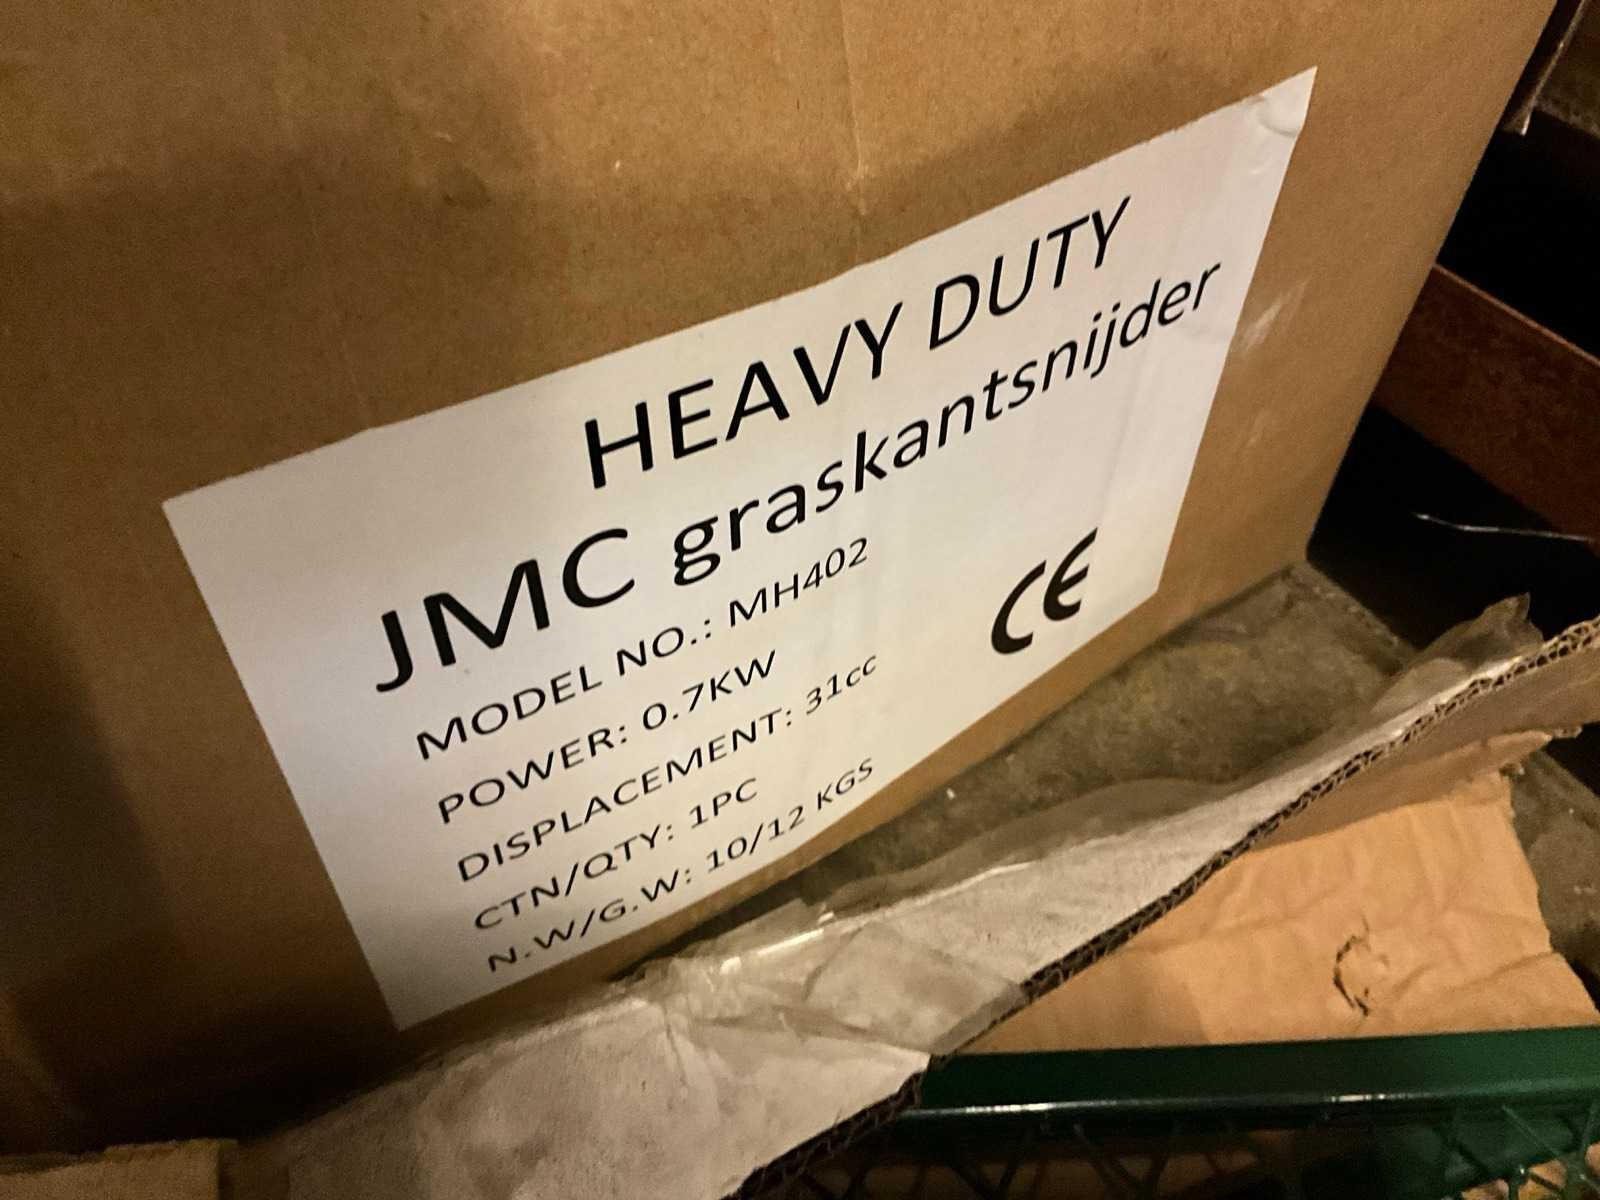 HEAVY DUTY
JMC graskantsnijder
MODEL NO.: MH402
POWER: 0.7KW
DISPLACEMENT: 31cc
CTN/QTY: 1PC
N.W/G.W: 10/12 KGS
CE